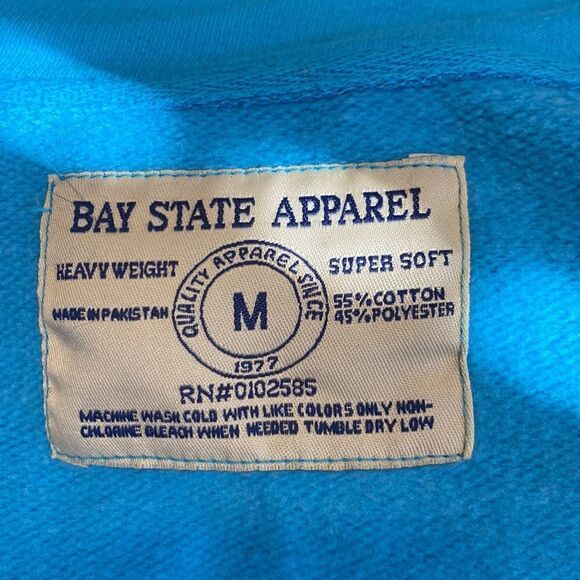 BAY STATE APPAREL
HEAVY WEIGHT
SUPER SOFT
MADE IN PAKISTAN
QUALITY APPAREL SINCE
M
1977
55%COTTON
45%POLYESTER
RN#0102585
MACHINE WASH COLD WITH LIKE COLORS ONLY NON-
CHLORINE BLEACH WHEN NEEDED TUMBLE DRY LOW